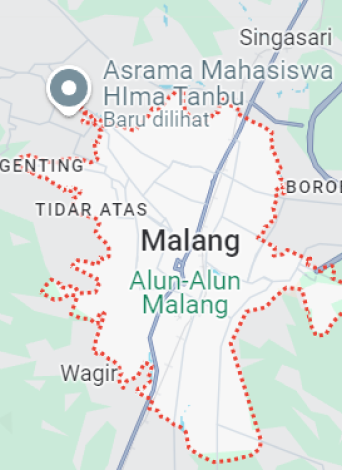 Singasari
Asrama Mahasiswa
HIma Tanbu
Baru dilihat
GENTING
BORO
TIDAR ATAS
Malang
Alun-Alun
Malang
Wagir